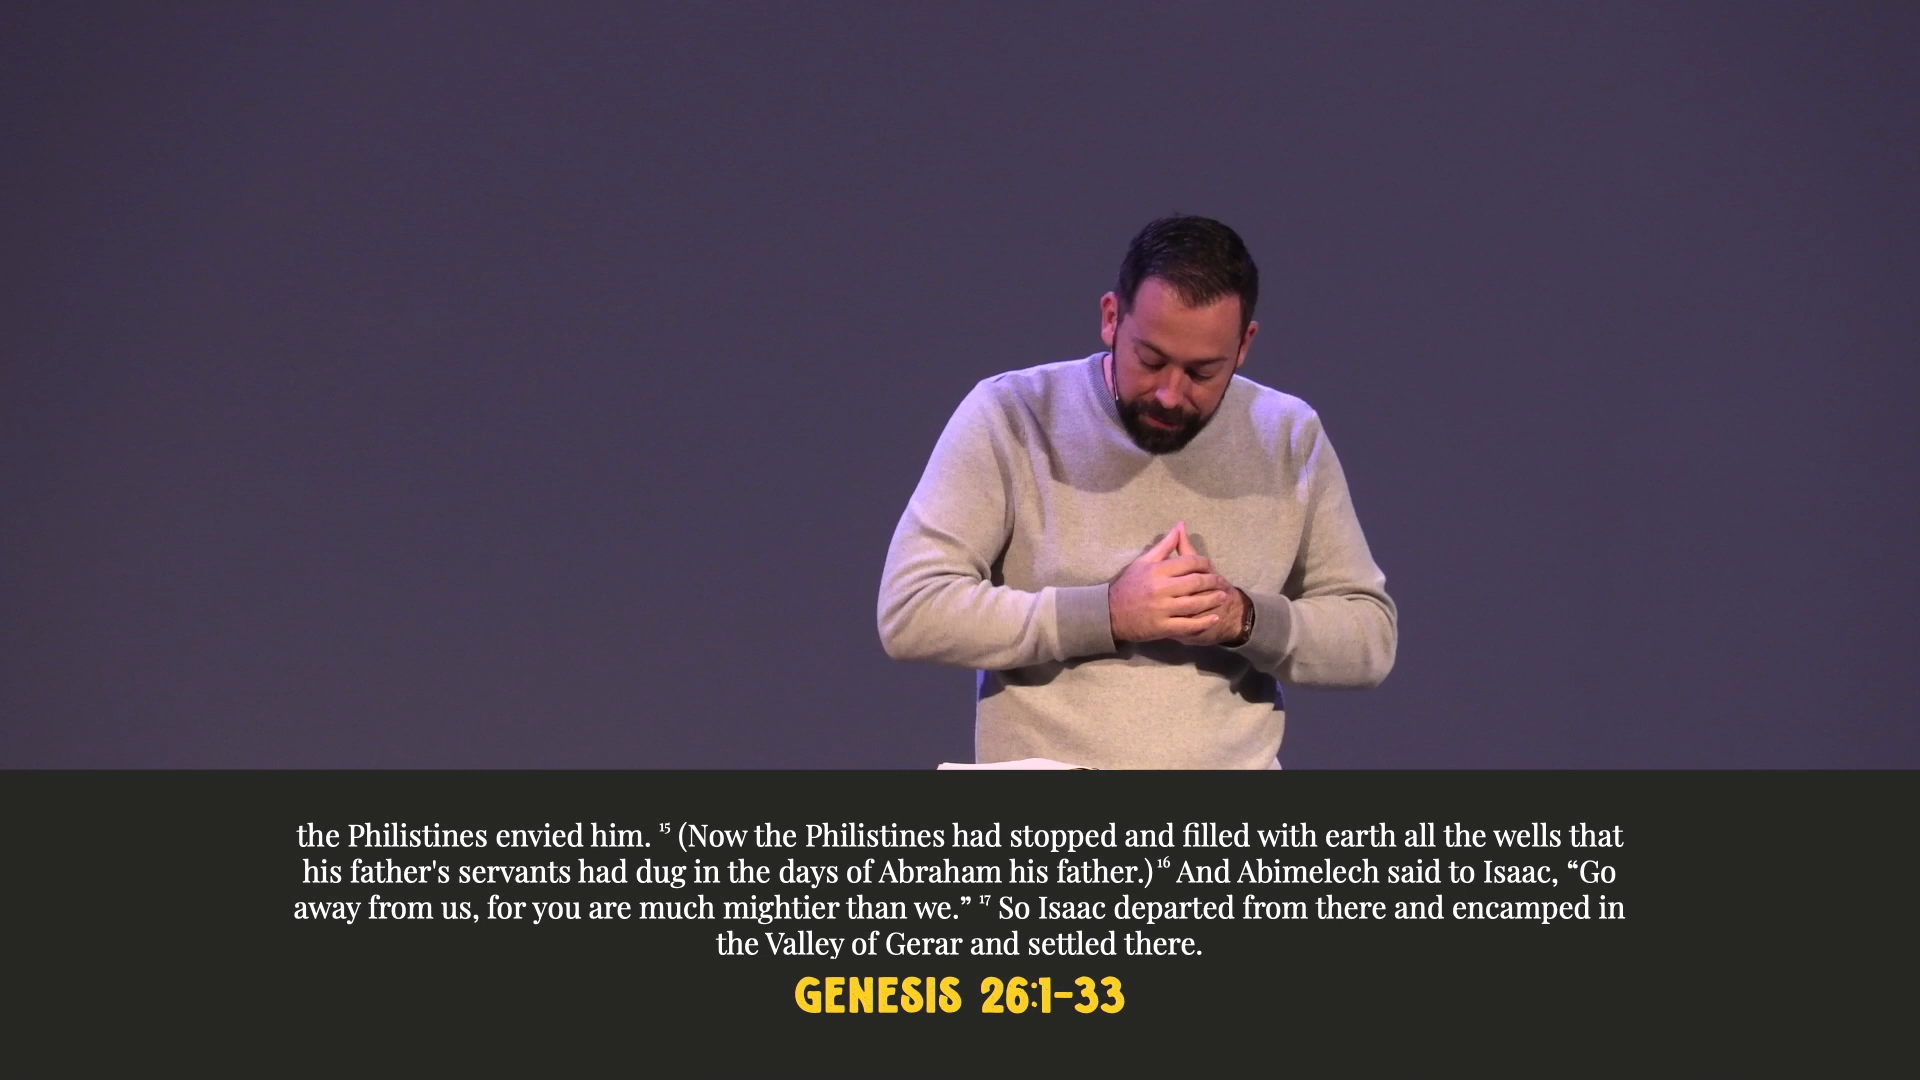 the Philistines envied him. ¹⁵ (Now the Philistines had stopped and filled with earth all the wells that
his father's servants had dug in the days of Abraham his father.) ¹⁶ And Abimelech said to Isaac, “Go
away from us, for you are much mightier than we.” ¹⁷ So Isaac departed from there and encamped in
the Valley of Gerar and settled there.
GENESIS 26:1-33